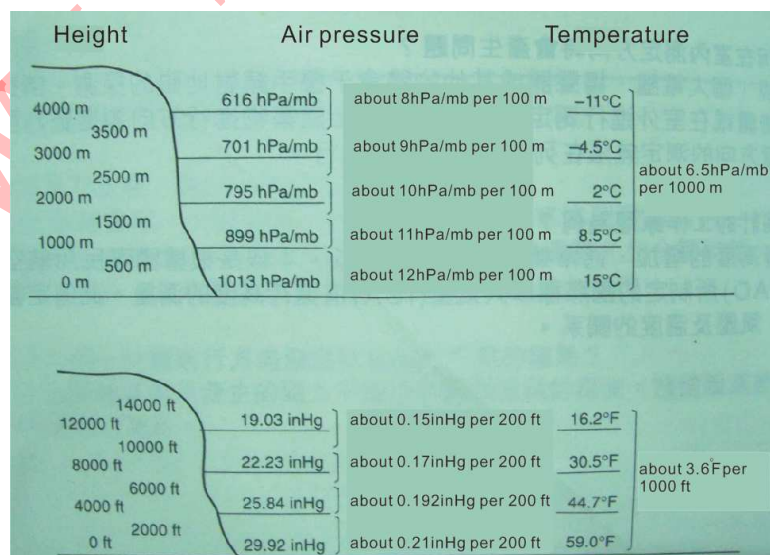 Height Air pressure Temperature
4000 m 616 hPa/mb about 8hPa/mb per 100 m –11°C
3500 m
3000 m 701 hPa/mb about 9hPa/mb per 100 m -4.5°C
about 6.5hPa/mb
per 1000 m
2500 m
2000 m 795 hPa/mb about 10hPa/mb per 100 m 2°C
1500 m
1000 m 899 hPa/mb about 11hPa/mb per 100 m 8.5°C
500 m
0 m 1013 hPa/mb about 12hPa/mb per 100 m 15°C
14000 ft
12000 ft 19.03 inHg about 0.15inHg per 200 ft 16.2°F
10000 ft
8000 ft 22.23 inHg about 0.17inHg per 200 ft 30.5°F
about 3.6°Fper
1000 ft
6000 ft
4000 ft 25.84 inHg about 0.192inHg per 200 ft 44.7°F
2000 ft
0 ft 29.92 inHg about 0.21inHg per 200 ft 59.0°F